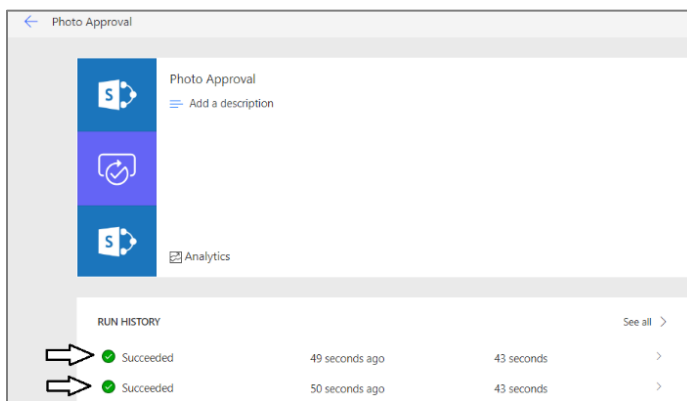 Photo Approval
Photo Approval
Add a description
Analytics
RUN HISTORY See all
Succeeded 49 seconds ago 43 seconds
Succeeded 50 seconds ago 43 seconds